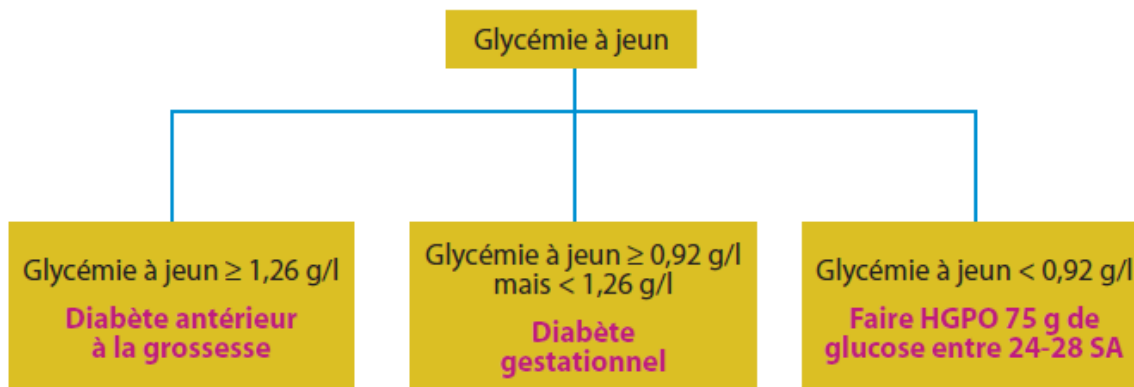 Glycémie à jeun
Glycémie à jeun ≥ 1,26 g/l
Diabète antérieur
à la grossesse
Glycémie à jeun ≥ 0,92 g/l
mais < 1,26 g/l
Diabète
gestationnel
Glycémie à jeun < 0,92 g/l
Faire HGPO 75 g de
glucose entre 24-28 SA